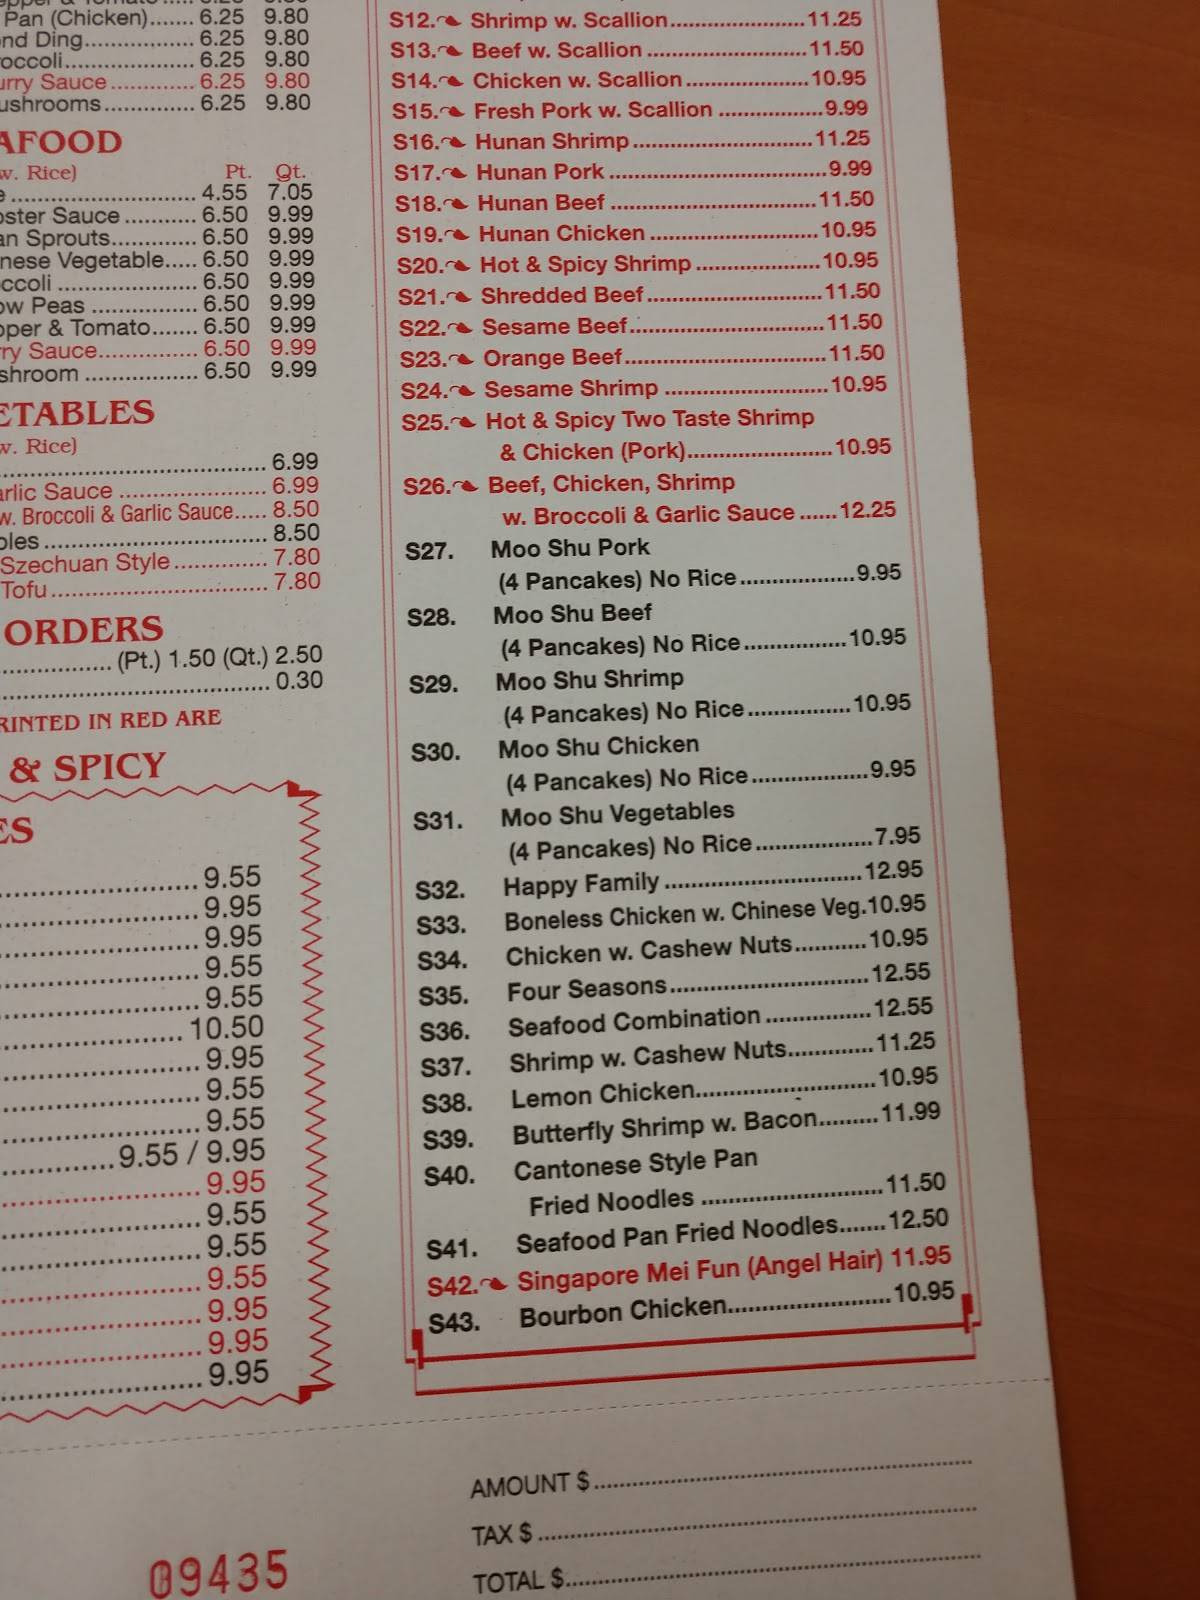 Pan (Chicken)....... 6.25 9.80
Ding................. 6.25 9.80
6.25 9.80
Sauce ............. 6.25 9.80
6.25 9.80
(w. Rice)
Pt. Qt.
4.55 7.05
Sauce ........... 6.50 9.99
Sprouts............. 6.50 9.99
Vegetable..... 6.50 9.99
6.50 9.99
Peas ............... 6.50 9.99
& Tomato....... 6.50 9.99
Sauce............... 6.50 9.99
6.50 9.99
w. Rice)
6.99
Sauce ...................... 6.99
w. Broccoli & Garlic Sauce..... 8.50
8.50
Szechuan Style.............. 7.80
Tofu ................................ 7.80
ORDERS
(Pt.) 1.50 (Qt.) 2.50
0.30
IN RED ARE
& SPICY
9.55
9.95
9.95
9.55
9.55
10.50
9.95
9.55
9.55
9.55 / 9.95
9.95
9.55
9.55
9.55
9.95
9.95
9.95
S12. Shrimp w. Scallion.....................11.25
S13. Beef w. Scallion ........................11.50
S14. Chicken w. Scallion...................10.95
S15. Fresh Pork w. Scallion .................9.99
S16. Hunan Shrimp...........................11.25
S17. Hunan Pork .................................9.99
S18. Hunan Beef ...............................11.50
S19. Hunan Chicken .........................10.95
S20. Hot & Spicy Shrimp ...................10.95
S21. Shredded Beef..........................11.50
S22. Sesame Beef.............................11.50
S23. Orange Beef..............................11.50
S24. Sesame Shrimp .........................10.95
S25. Hot & Spicy Two Taste Shrimp
& Chicken (Pork)......................10.95
S26. Beef, Chicken, Shrimp
w. Broccoli & Garlic Sauce ......12.25
S27. Moo Shu Pork
(4 Pancakes) No Rice..................9.95
S28. Moo Shu Beef
(4 Pancakes) No Rice................10.95
S29. Moo Shu Shrimp
(4 Pancakes) No Rice................10.95
S30. Moo Shu Chicken
(4 Pancakes) No Rice..................9.95
S31. Moo Shu Vegetables
(4 Pancakes) No Rice..................7.95
S32. Happy Family .............................12.95
S33. Boneless Chicken w. Chinese Veg.10.95
S34. Chicken w. Cashew Nuts...........10.95
S35. Four Seasons..............................12.55
S36. Seafood Combination ................12.55
S37. Shrimp w. Cashew Nuts.............11.25
S38. Lemon Chicken...........................10.95
S39. Butterfly Shrimp w. Bacon.........11.99
S40. Cantonese Style Pan
Fried Noodles ...........................11.50
S41. Seafood Pan Fried Noodles.......12.50
S42. Singapore Mei Fun (Angel Hair) 11.95
S43. Bourbon Chicken.........................10.95
AMOUNT $
TAX $
TOTAL $
09435